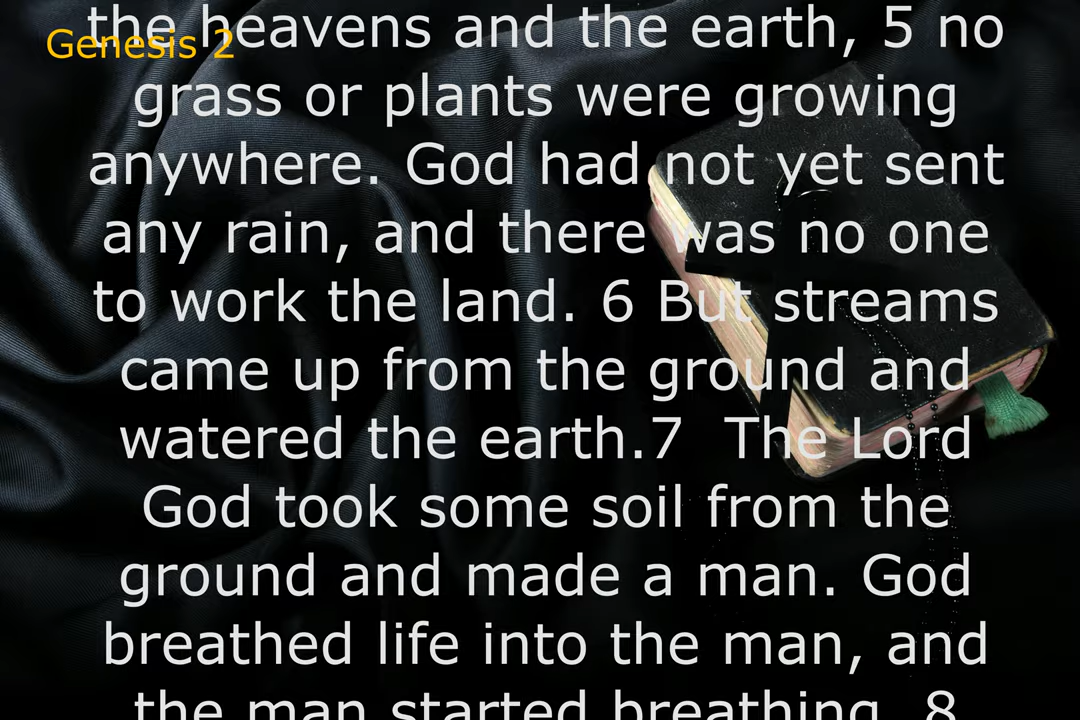 Genesis 2
the heavens and the earth, 5 no
grass or plants were growing
anywhere. God had not yet sent
any rain, and there was no one
to work the land. 6 But streams
came up from the ground and
watered the earth.7  The Lord
God took some soil from the
ground and made a man. God
breathed life into the man, and
the man started breathing. 8